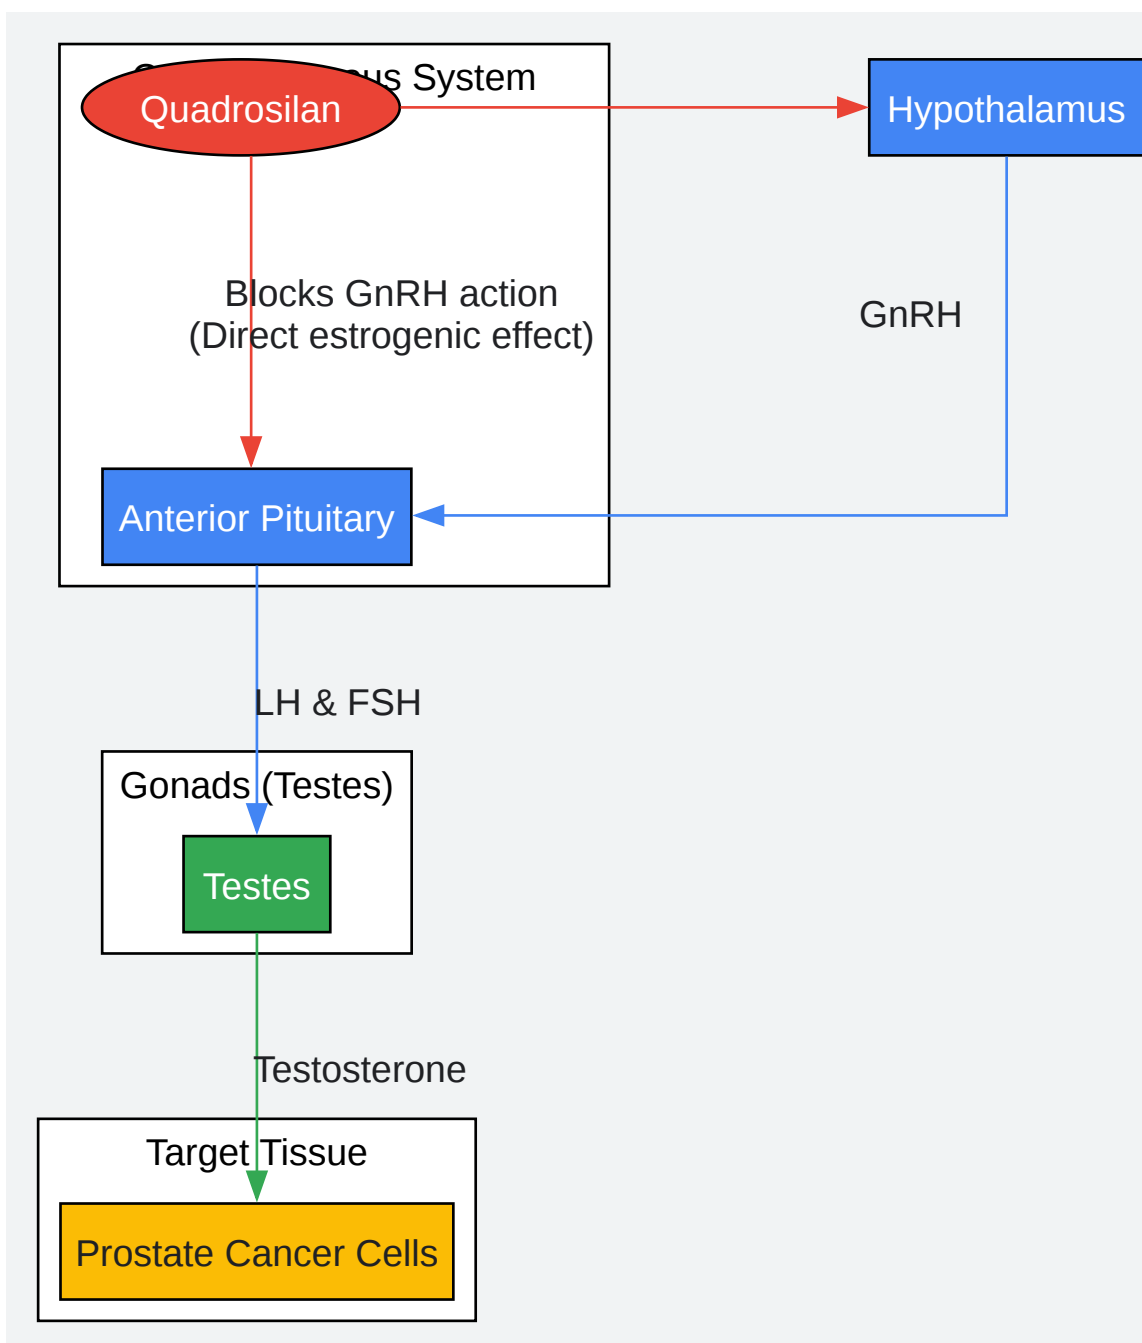 System
Quadrosilan
Hypothalamus
Blocks GnRH action
(Direct estrogenic effect)
GnRH
Anterior Pituitary
LH & FSH
Gonads (Testes)
Testes
Testosterone
Target Tissue
Prostate Cancer Cells